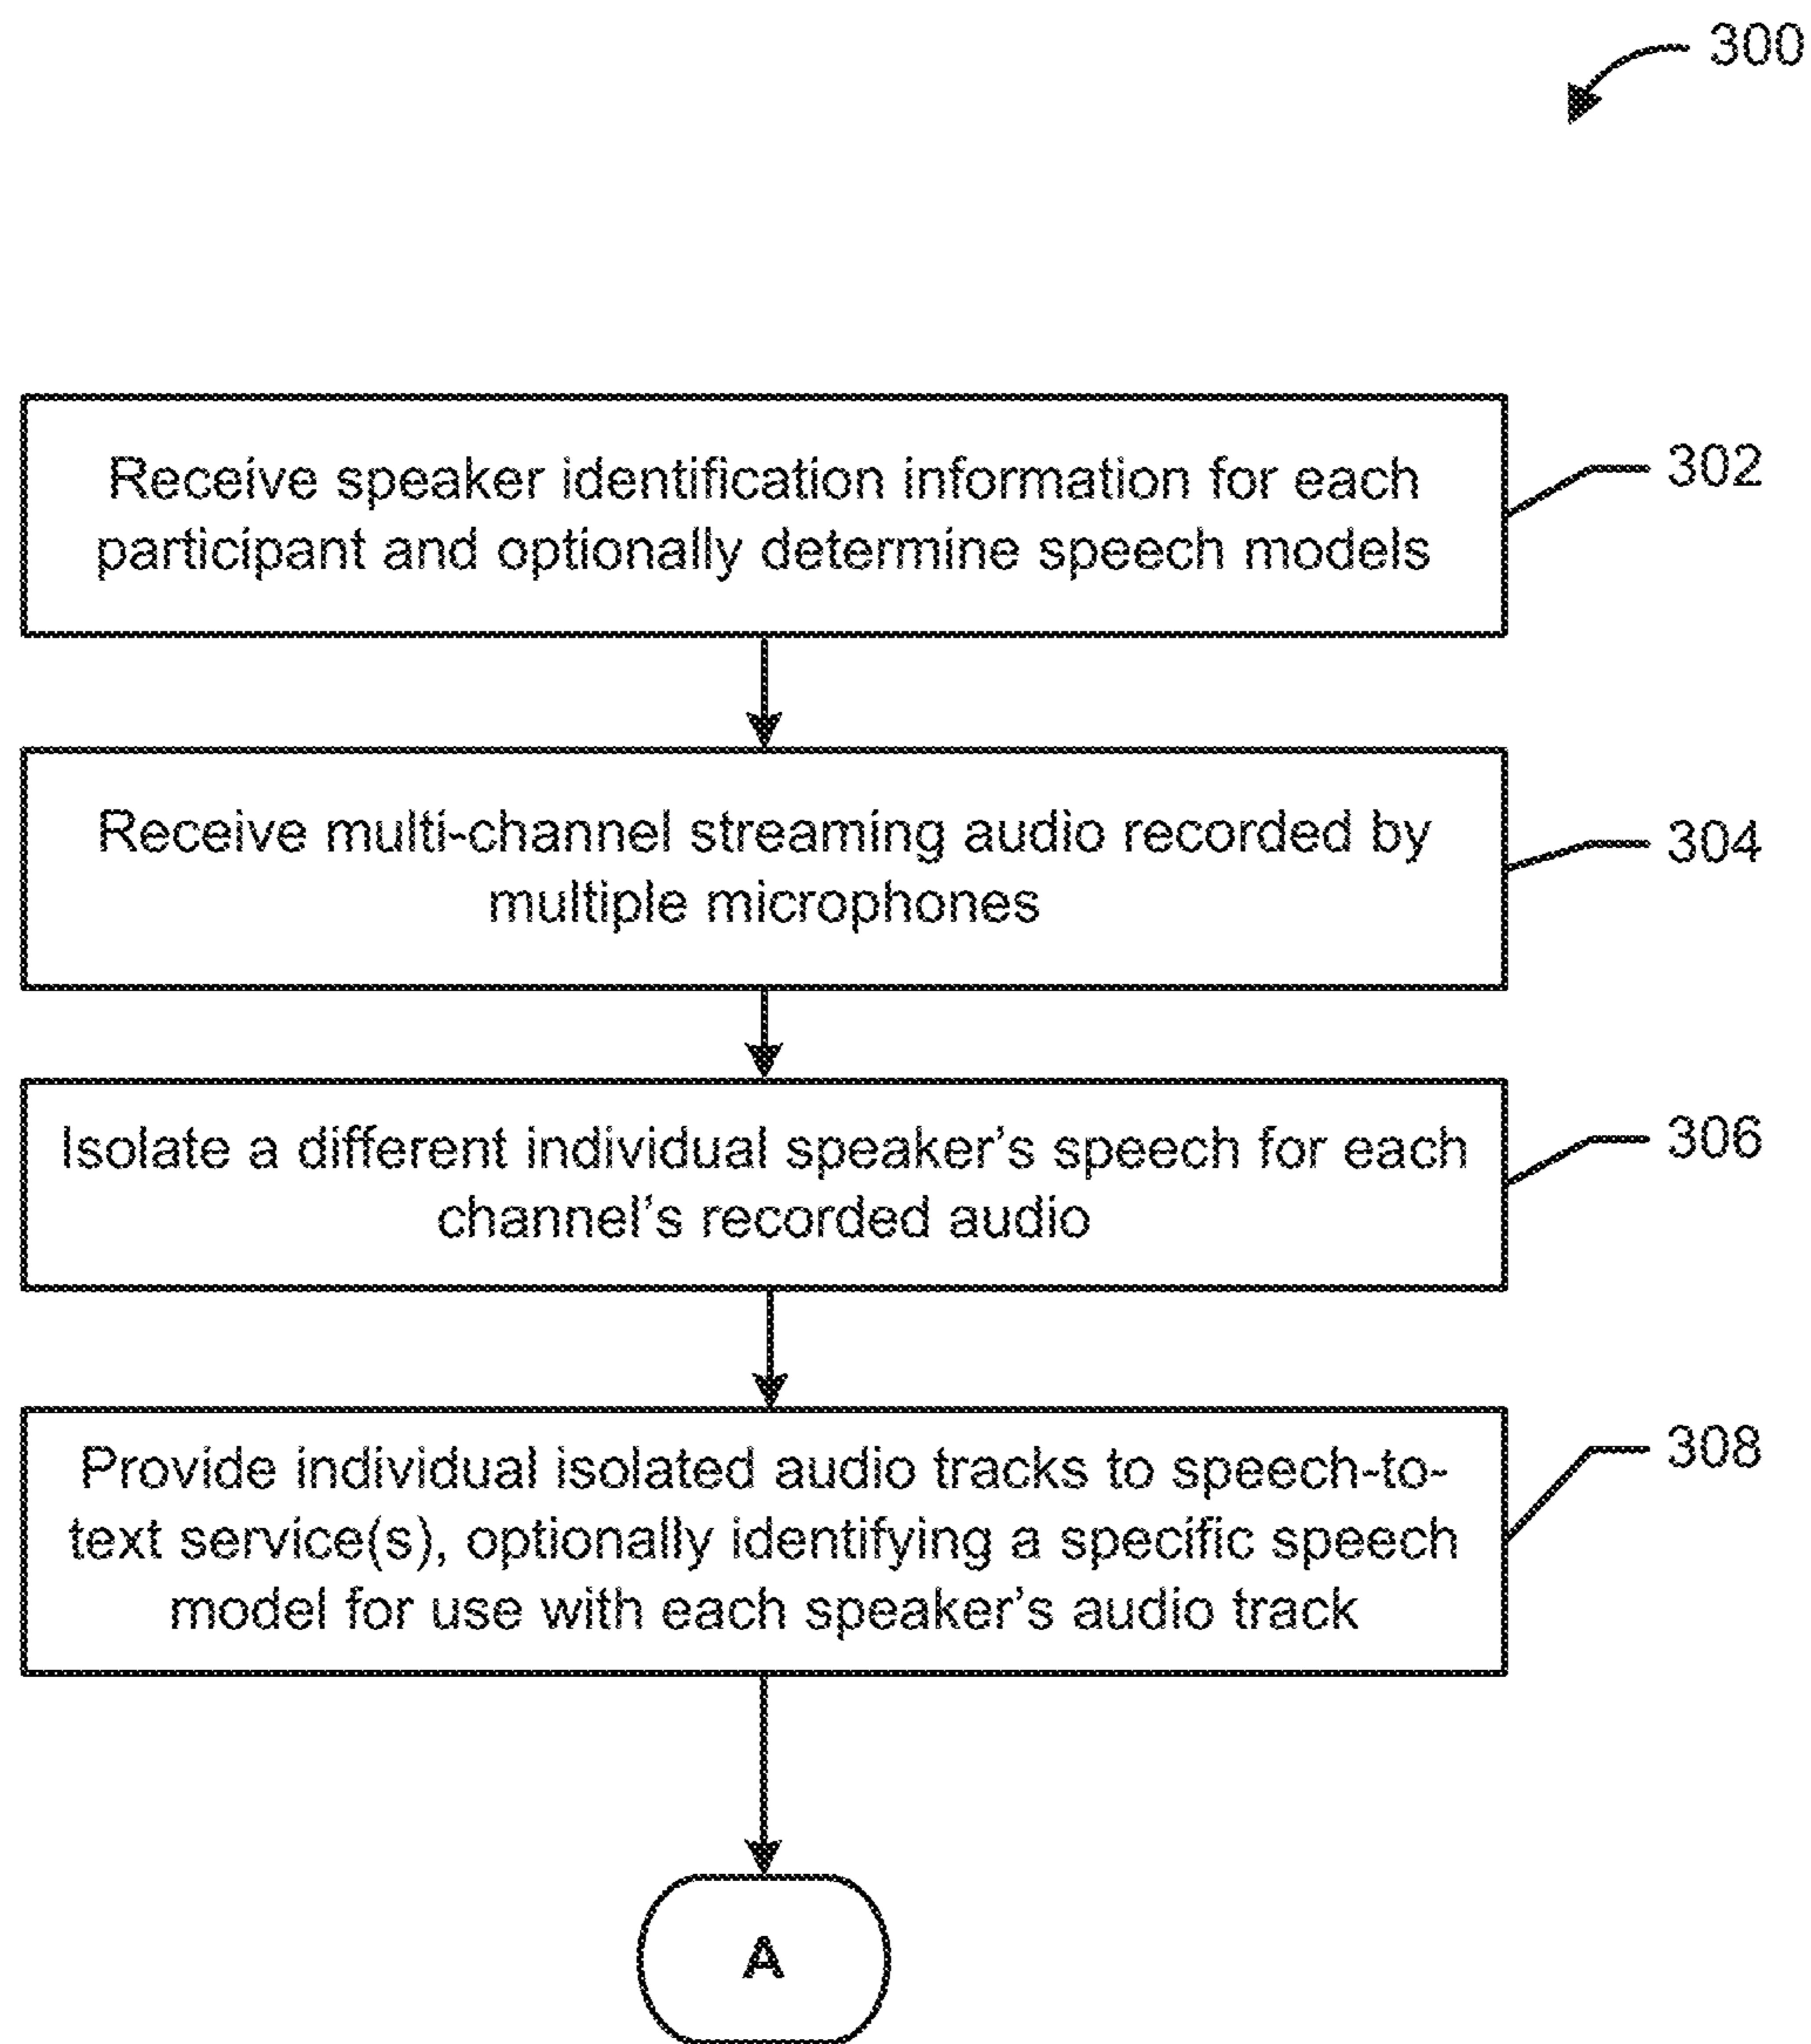 300
Receive speaker identification information for each
participant and optionally determine speech models
302
Receive multi-channel streaming audio recorded by
multiple microphones
304
Isolate a different individual speaker's speech for each
channel's recorded audio
306
Provide individual isolated audio tracks to speech-to-
text service(s), optionally identifying a specific speech
model for use with each speaker's audio track
308
A